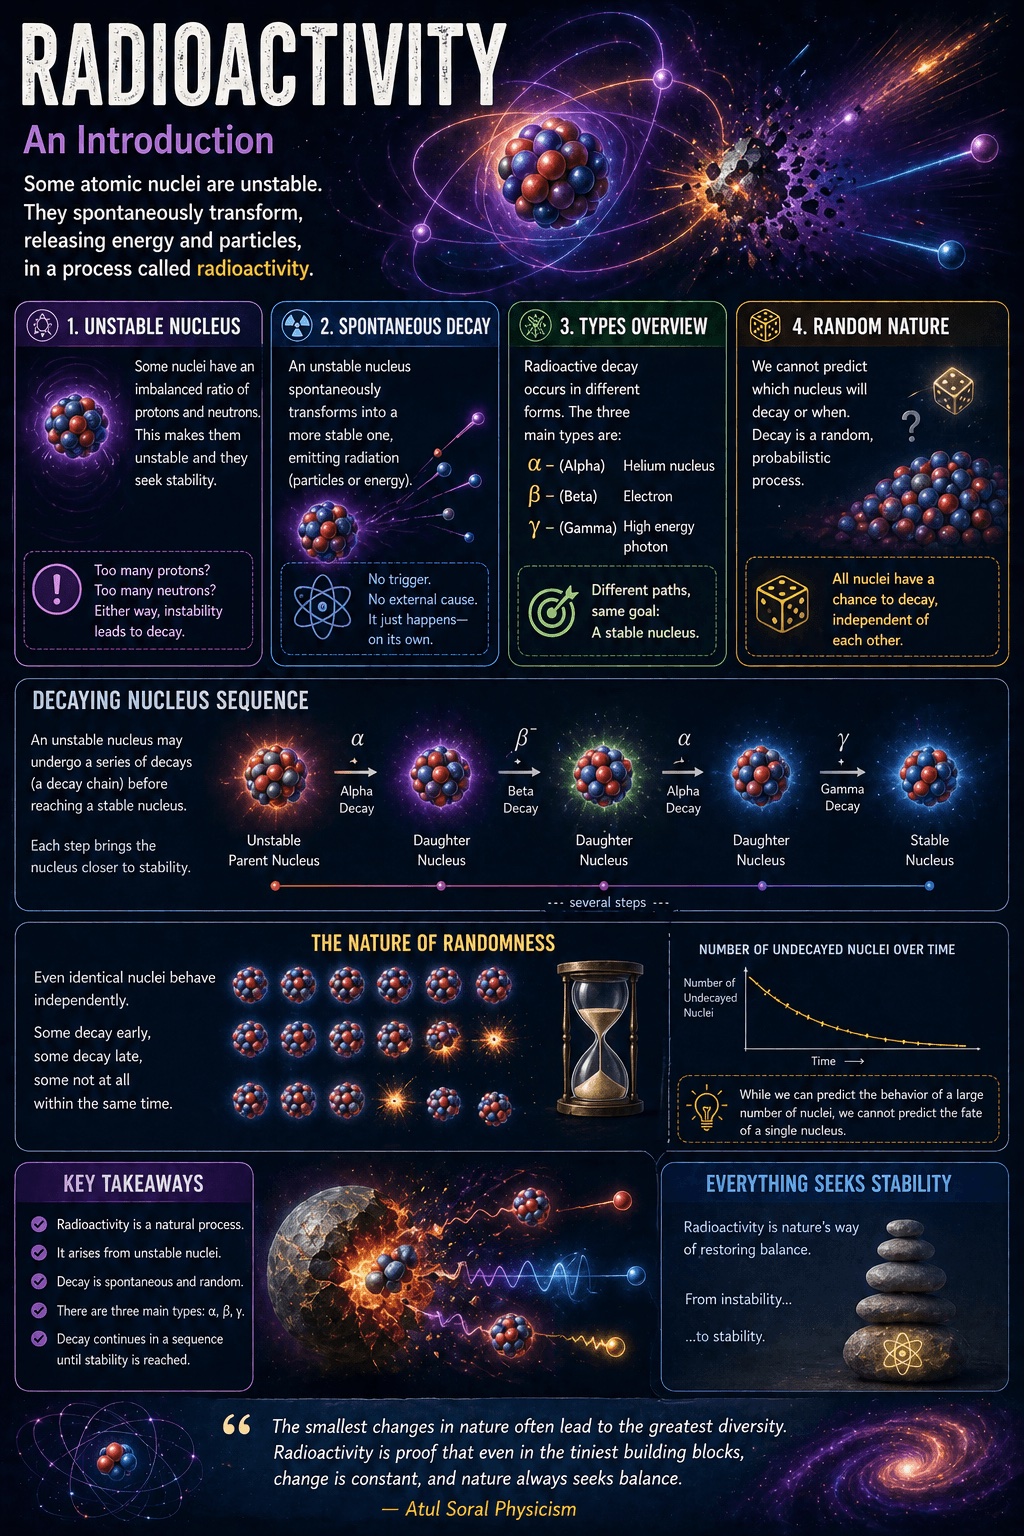 RADIOACTIVITY
An Introduction
Some atomic nuclei are unstable.
They spontaneously transform,
releasing energy and particles,
in a process called radioactivity.
1. UNSTABLE NUCLEUS
Some nuclei have an
imbalanced ratio of
protons and neutrons.
This makes them
unstable and they
seek stability.
!
Too many protons?
Too many neutrons?
Either way, instability
leads to decay.
2. SPONTANEOUS DECAY
An unstable nucleus
spontaneously
transforms into a
more stable one,
emitting radiation
(particles or energy).
No trigger.
No external cause.
It just happens—
on its own.
3. TYPES OVERVIEW
Radioactive decay
occurs in different
forms. The three
main types are:
α – (Alpha) Helium nucleus
β – (Beta) Electron
γ – (Gamma) High energy
photon
Different paths,
same goal:
A stable nucleus.
4. RANDOM NATURE
We cannot predict
which nucleus will
decay or when.
Decay is a random,
probabilistic
process.
?
All nuclei have a
chance to decay,
independent of
each other.
DECAYING NUCLEUS SEQUENCE
An unstable nucleus may
undergo a series of decays
(a decay chain) before
reaching a stable nucleus.
Each step brings the
nucleus closer to stability.
α
Alpha
Decay
β⁻
Beta
Decay
α
Alpha
Decay
γ
Gamma
Decay
Unstable
Parent Nucleus
Daughter
Nucleus
Daughter
Nucleus
Daughter
Nucleus
Stable
Nucleus
--- several steps ---
THE NATURE OF RANDOMNESS
Even identical nuclei behave
independently.
Some decay early,
some decay late,
some not at all
within the same time.
NUMBER OF UNDECAYED NUCLEI OVER TIME
Number of
Undecayed
Nuclei
Time →
While we can predict the behavior of a large
number of nuclei, we cannot predict the fate
of a single nucleus.
KEY TAKEAWAYS
Radioactivity is a natural process.
It arises from unstable nuclei.
Decay is spontaneous and random.
There are three main types: α, β, γ.
Decay continues in a sequence
until stability is reached.
EVERYTHING SEEKS STABILITY
Radioactivity is nature's way
of restoring balance.
From instability...
...to stability.
“ The smallest changes in nature often lead to the greatest diversity.
Radioactivity is proof that even in the tiniest building blocks,
change is constant, and nature always seeks balance.
— Atul Soral Physicism